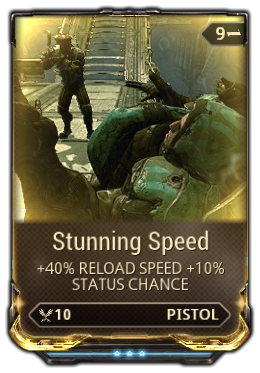 9
Stunning Speed
+40% RELOAD SPEED +10%
STATUS CHANCE
10 PISTOL